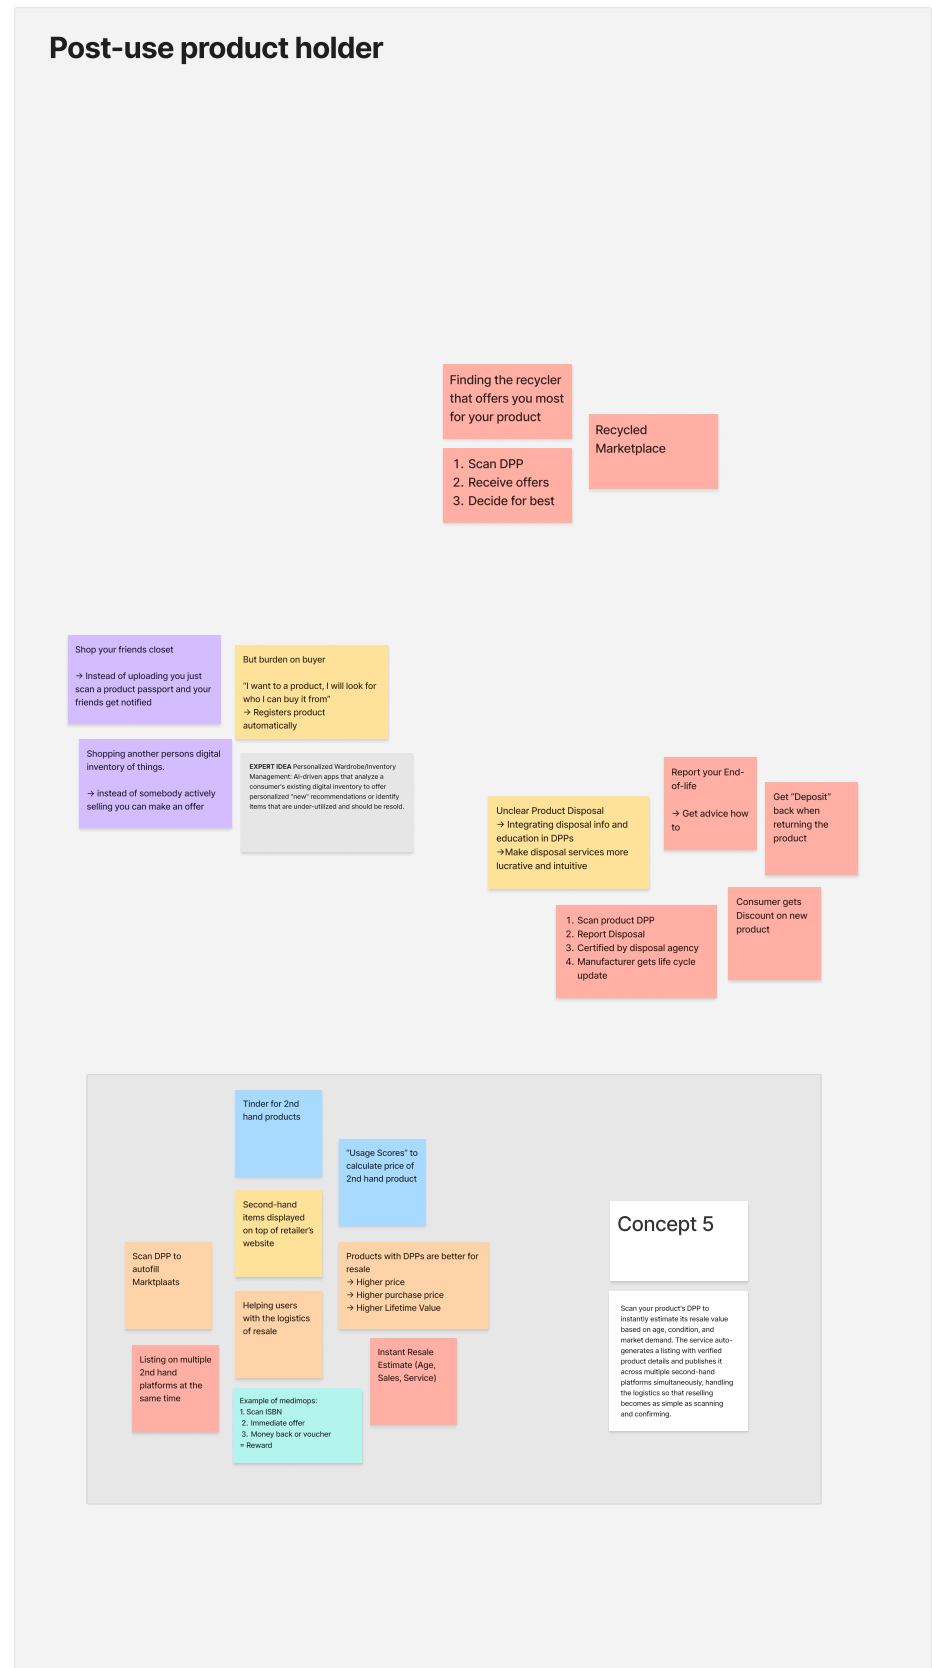 Post-use product holder
Finding the recycler
that offers you most
for your product
Recycled
Marketplace
1. Scan DPP
2. Receive offers
3. Decide for best
Shop your friends closet
→ Instead of uploading you just
scan a product passport and your
friends get notified
But burden on buyer
“I want to a product, I will look for
who I can buy it from”
→ Registers product
automatically
Shopping another persons digital
inventory of things.
→ instead of somebody actively
selling you can make an offer
EXPERT IDEA Personalized Wardrobe/Inventory
Management: AI-driven apps that analyze a
consumer's existing digital inventory to offer
personalized "new" recommendations or identify
items that are under-utilized and should be resold.
Unclear Product Disposal
→ Integrating disposal info and
education in DPPs
→Make disposal services more
lucrative and intuitive
Report your End-
of-life
→ Get advice how
to
Get “Deposit”
back when
returning the
product
1. Scan product DPP
2. Report Disposal
3. Certified by disposal agency
4. Manufacturer gets life cycle
update
Consumer gets
Discount on new
product
Tinder for 2nd
hand products
“Usage Scores” to
calculate price of
2nd hand product
Second-hand
items displayed
on top of retailer’s
website
Scan DPP to
autofill
Marktplaats
Products with DPPs are better for
resale
→ Higher price
→ Higher purchase price
→ Higher Lifetime Value
Helping users
with the logistics
of resale
Listing on multiple
2nd hand
platforms at the
same time
Instant Resale
Estimate (Age,
Sales, Service)
Example of medimops:
1. Scan ISBN
2. Immediate offer
3. Money back or voucher
= Reward
Concept 5
Scan your product's DPP to
instantly estimate its resale value
based on age, condition, and
market demand. The service auto-
generates a listing with verified
product details and publishes it
across multiple second-hand
platforms simultaneously, handling
the logistics so that reselling
becomes as simple as scanning
and confirming.